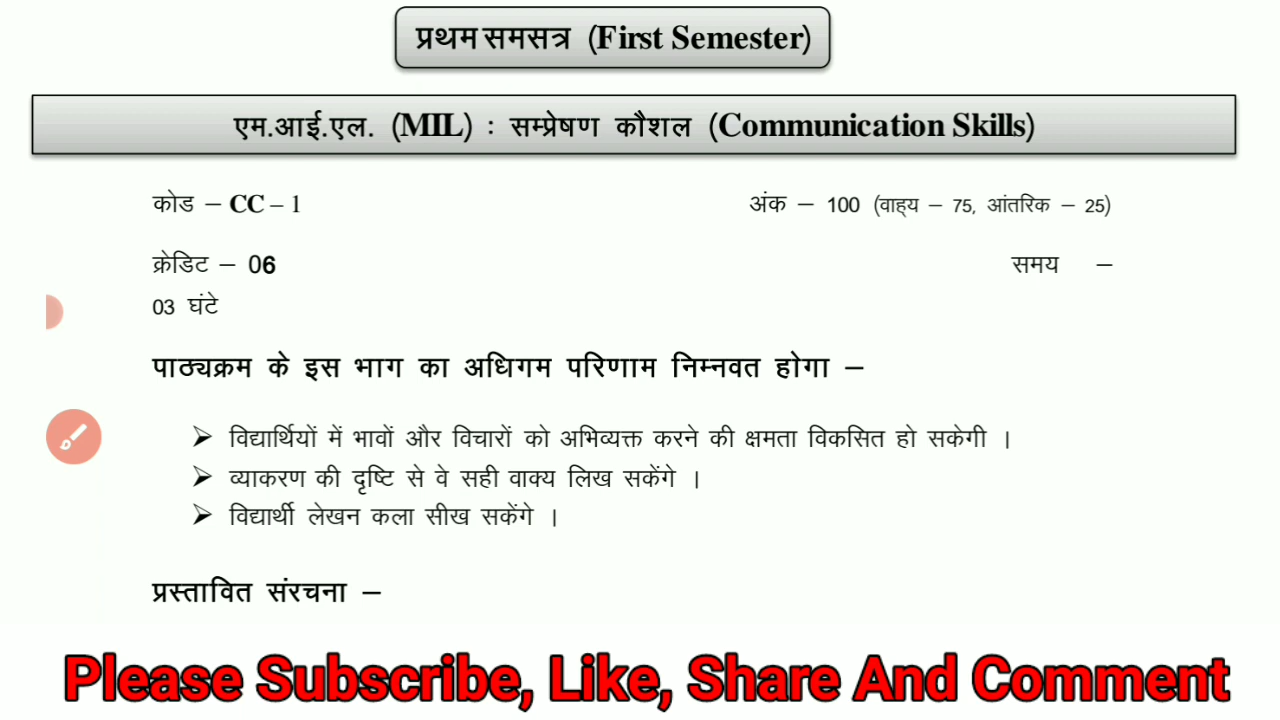 प्रथम समसत्र (First Semester)
एम.आई.एल. (MIL) : सम्प्रेषण कौशल (Communication Skills)
कोड – CC – 1 अंक – 100 (वाह्य – 75, आंतरिक – 25)
क्रेडिट – 06 समय –
03 घंटे
पाठ्यक्रम के इस भाग का अधिगम परिणाम निम्नवत होगा –
➢ विद्यार्थियों में भावों और विचारों को अभिव्यक्त करने की क्षमता विकसित हो सकेगी ।
➢ व्याकरण की दृष्टि से वे सही वाक्य लिख सकेंगे ।
➢ विद्यार्थी लेखन कला सीख सकेंगे ।
प्रस्तावित संरचना –
Please Subscribe, Like, Share And Comment